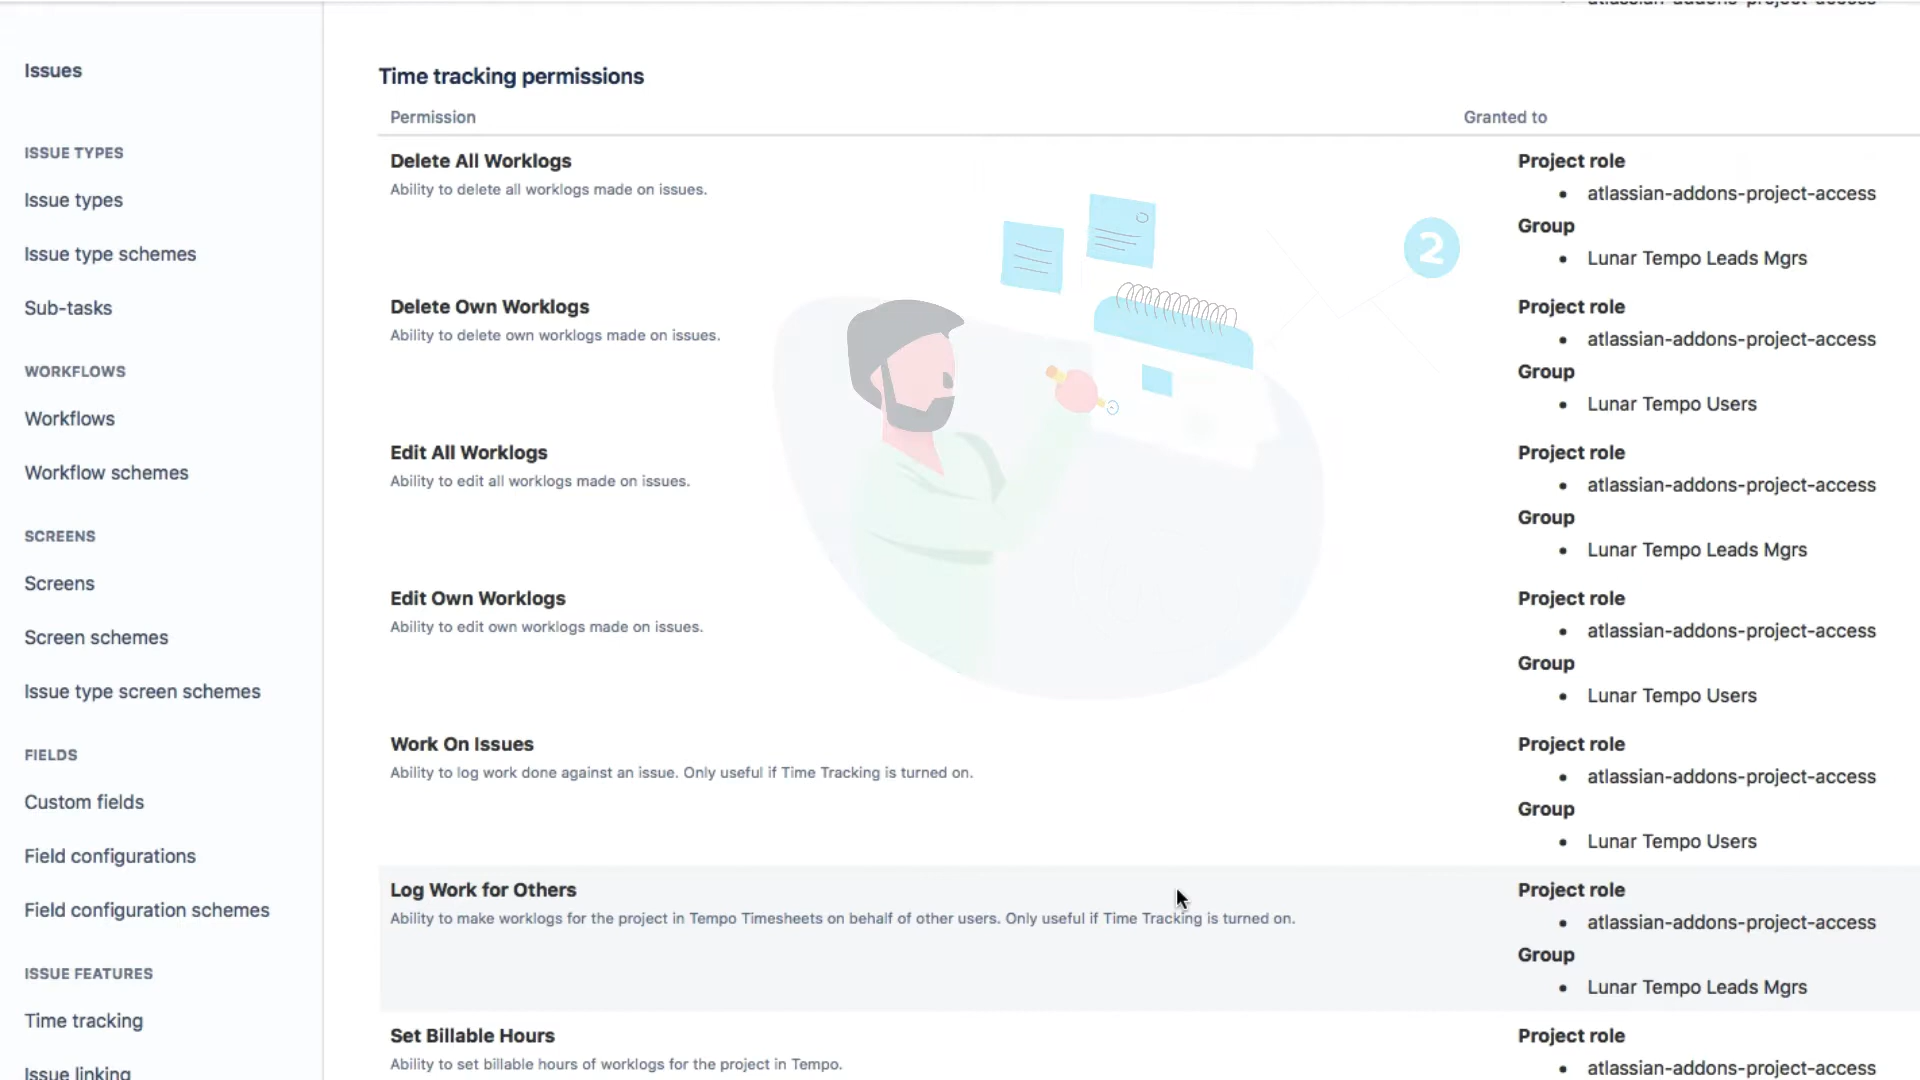 atlassian-addons-project-access
Issues
ISSUE TYPES
Issue types
Issue type schemes
Sub-tasks
WORKFLOWS
Workflows
Workflow schemes
SCREENS
Screens
Screen schemes
Issue type screen schemes
FIELDS
Custom fields
Field configurations
Field configuration schemes
ISSUE FEATURES
Time tracking
Issue linking
Time tracking permissions
Permission
Granted to
Delete All Worklogs
Ability to delete all worklogs made on issues.
Project role
• atlassian-addons-project-access
Group
• Lunar Tempo Leads Mgrs
2
Delete Own Worklogs
Ability to delete own worklogs made on issues.
Project role
• atlassian-addons-project-access
Group
• Lunar Tempo Users
Edit All Worklogs
Ability to edit all worklogs made on issues.
Project role
• atlassian-addons-project-access
Group
• Lunar Tempo Leads Mgrs
Edit Own Worklogs
Ability to edit own worklogs made on issues.
Project role
• atlassian-addons-project-access
Group
• Lunar Tempo Users
Work On Issues
Ability to log work done against an issue. Only useful if Time Tracking is turned on.
Project role
• atlassian-addons-project-access
Group
• Lunar Tempo Users
Log Work for Others
Ability to make worklogs for the project in Tempo Timesheets on behalf of other users. Only useful if Time Tracking is turned on.
Project role
• atlassian-addons-project-access
Group
• Lunar Tempo Leads Mgrs
Set Billable Hours
Ability to set billable hours of worklogs for the project in Tempo.
Project role
• atlassian-addons-project-access